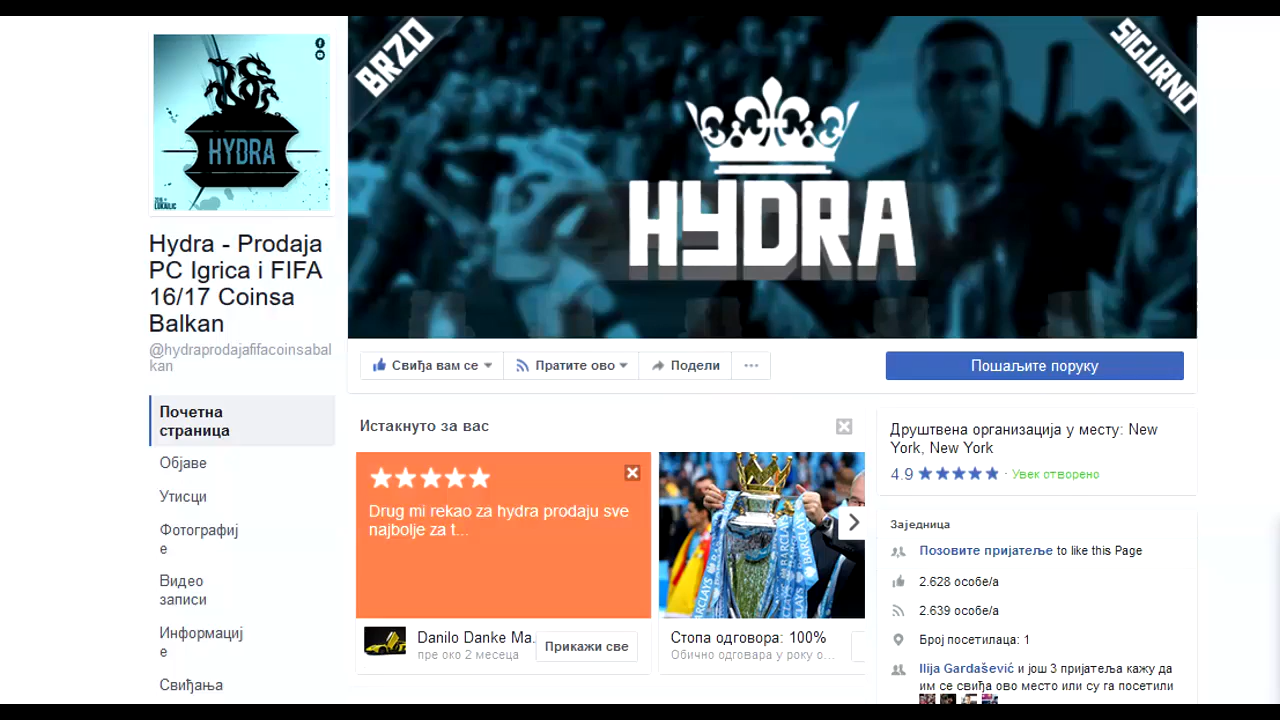 BRZO
SIGURNO
HYDRA
HYDRA
Hydra - Prodaja
PC Igrica i FIFA
16/17 Coinsa
Balkan
@hydraprodajafifacoinsabal
kan
Свиђа вам се
Пратите ово
Подели
Пошаљите поруку
Почетна
страница
Објаве
Утисци
Фотографиј
е
Видео
записи
Информациј
е
Свиђања
Истакнуто за вас
Drug mi rekao za hydra prodaju sve
najbolje za t...
Danilo Danke Ma...
пре око 2 месеца
Прикажи све
BARCLAYS
BARCLAYS
Стопа одговора: 100%
Обично одговара у року о...
Друштвена организација у месту: New
York, New York
4.9 ★★★★★ · Увек отворено
Заједница
Позовите пријатеље to like this Page
2.628 особе/а
2.639 особе/а
Број посетилаца: 1
Ilija Gardašević и још 3 пријатеља кажу да
им се свиђа ово место или су га посетили